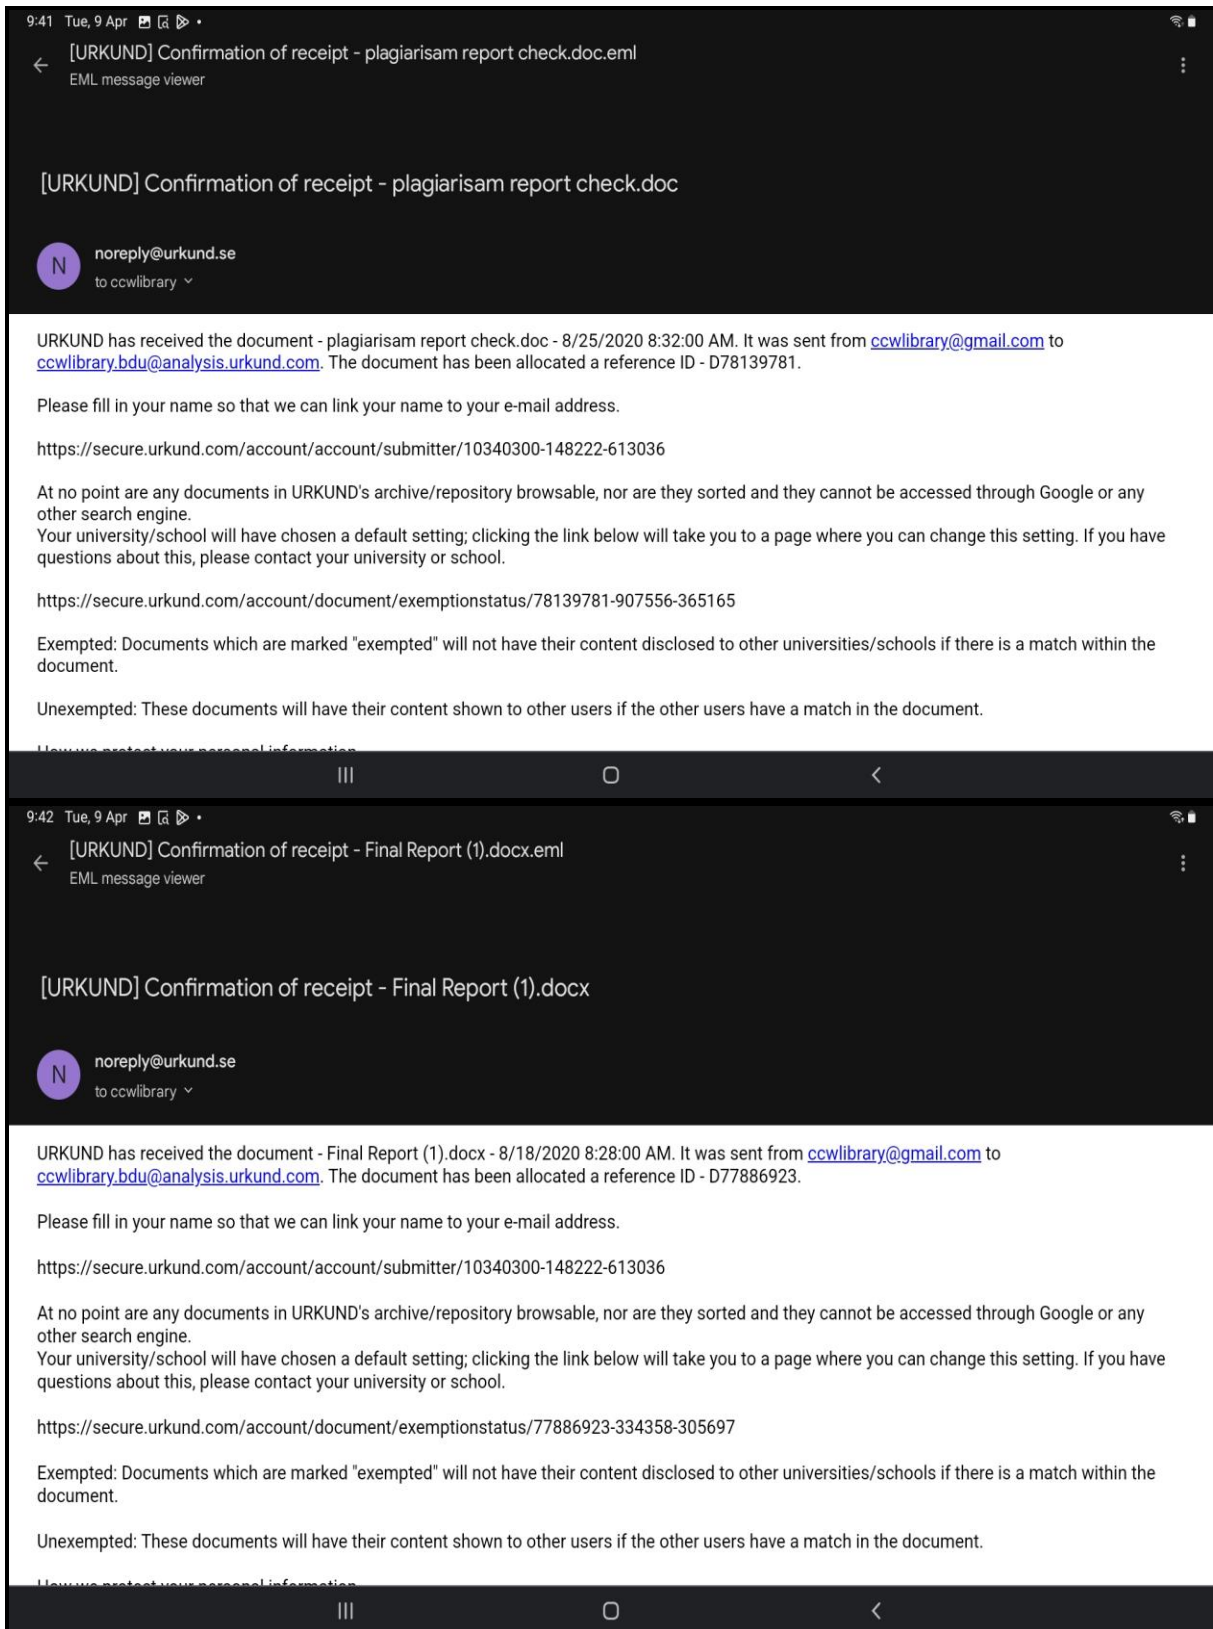 9:41 Tue, 9 Apr
[URKUND] Confirmation of receipt - plagiarisam report check.doc.eml
EML message viewer
[URKUND] Confirmation of receipt - plagiarisam report check.doc
N
noreply@urkund.se
to ccwlibrary
URKUND has received the document - plagiarisam report check.doc - 8/25/2020 8:32:00 AM. It was sent from ccwlibrary@gmail.com to
ccwlibrary.bdu@analysis.urkund.com. The document has been allocated a reference ID - D78139781.
Please fill in your name so that we can link your name to your e-mail address.
https://secure.urkund.com/account/account/submitter/10340300-148222-613036
At no point are any documents in URKUND's archive/repository browsable, nor are they sorted and they cannot be accessed through Google or any
other search engine.
Your university/school will have chosen a default setting; clicking the link below will take you to a page where you can change this setting. If you have
questions about this, please contact your university or school.
https://secure.urkund.com/account/document/exemptionstatus/78139781-907556-365165
Exempted: Documents which are marked "exempted" will not have their content disclosed to other universities/schools if there is a match within the
document.
Unexempted: These documents will have their content shown to other users if the other users have a match in the document.
How we protect your personal information
9:42 Tue, 9 Apr
[URKUND] Confirmation of receipt - Final Report (1).docx.eml
EML message viewer
[URKUND] Confirmation of receipt - Final Report (1).docx
N
noreply@urkund.se
to ccwlibrary
URKUND has received the document - Final Report (1).docx - 8/18/2020 8:28:00 AM. It was sent from ccwlibrary@gmail.com to
ccwlibrary.bdu@analysis.urkund.com. The document has been allocated a reference ID - D77886923.
Please fill in your name so that we can link your name to your e-mail address.
https://secure.urkund.com/account/account/submitter/10340300-148222-613036
At no point are any documents in URKUND's archive/repository browsable, nor are they sorted and they cannot be accessed through Google or any
other search engine.
Your university/school will have chosen a default setting; clicking the link below will take you to a page where you can change this setting. If you have
questions about this, please contact your university or school.
https://secure.urkund.com/account/document/exemptionstatus/77886923-334358-305697
Exempted: Documents which are marked "exempted" will not have their content disclosed to other universities/schools if there is a match within the
document.
Unexempted: These documents will have their content shown to other users if the other users have a match in the document.
How we protect your personal information